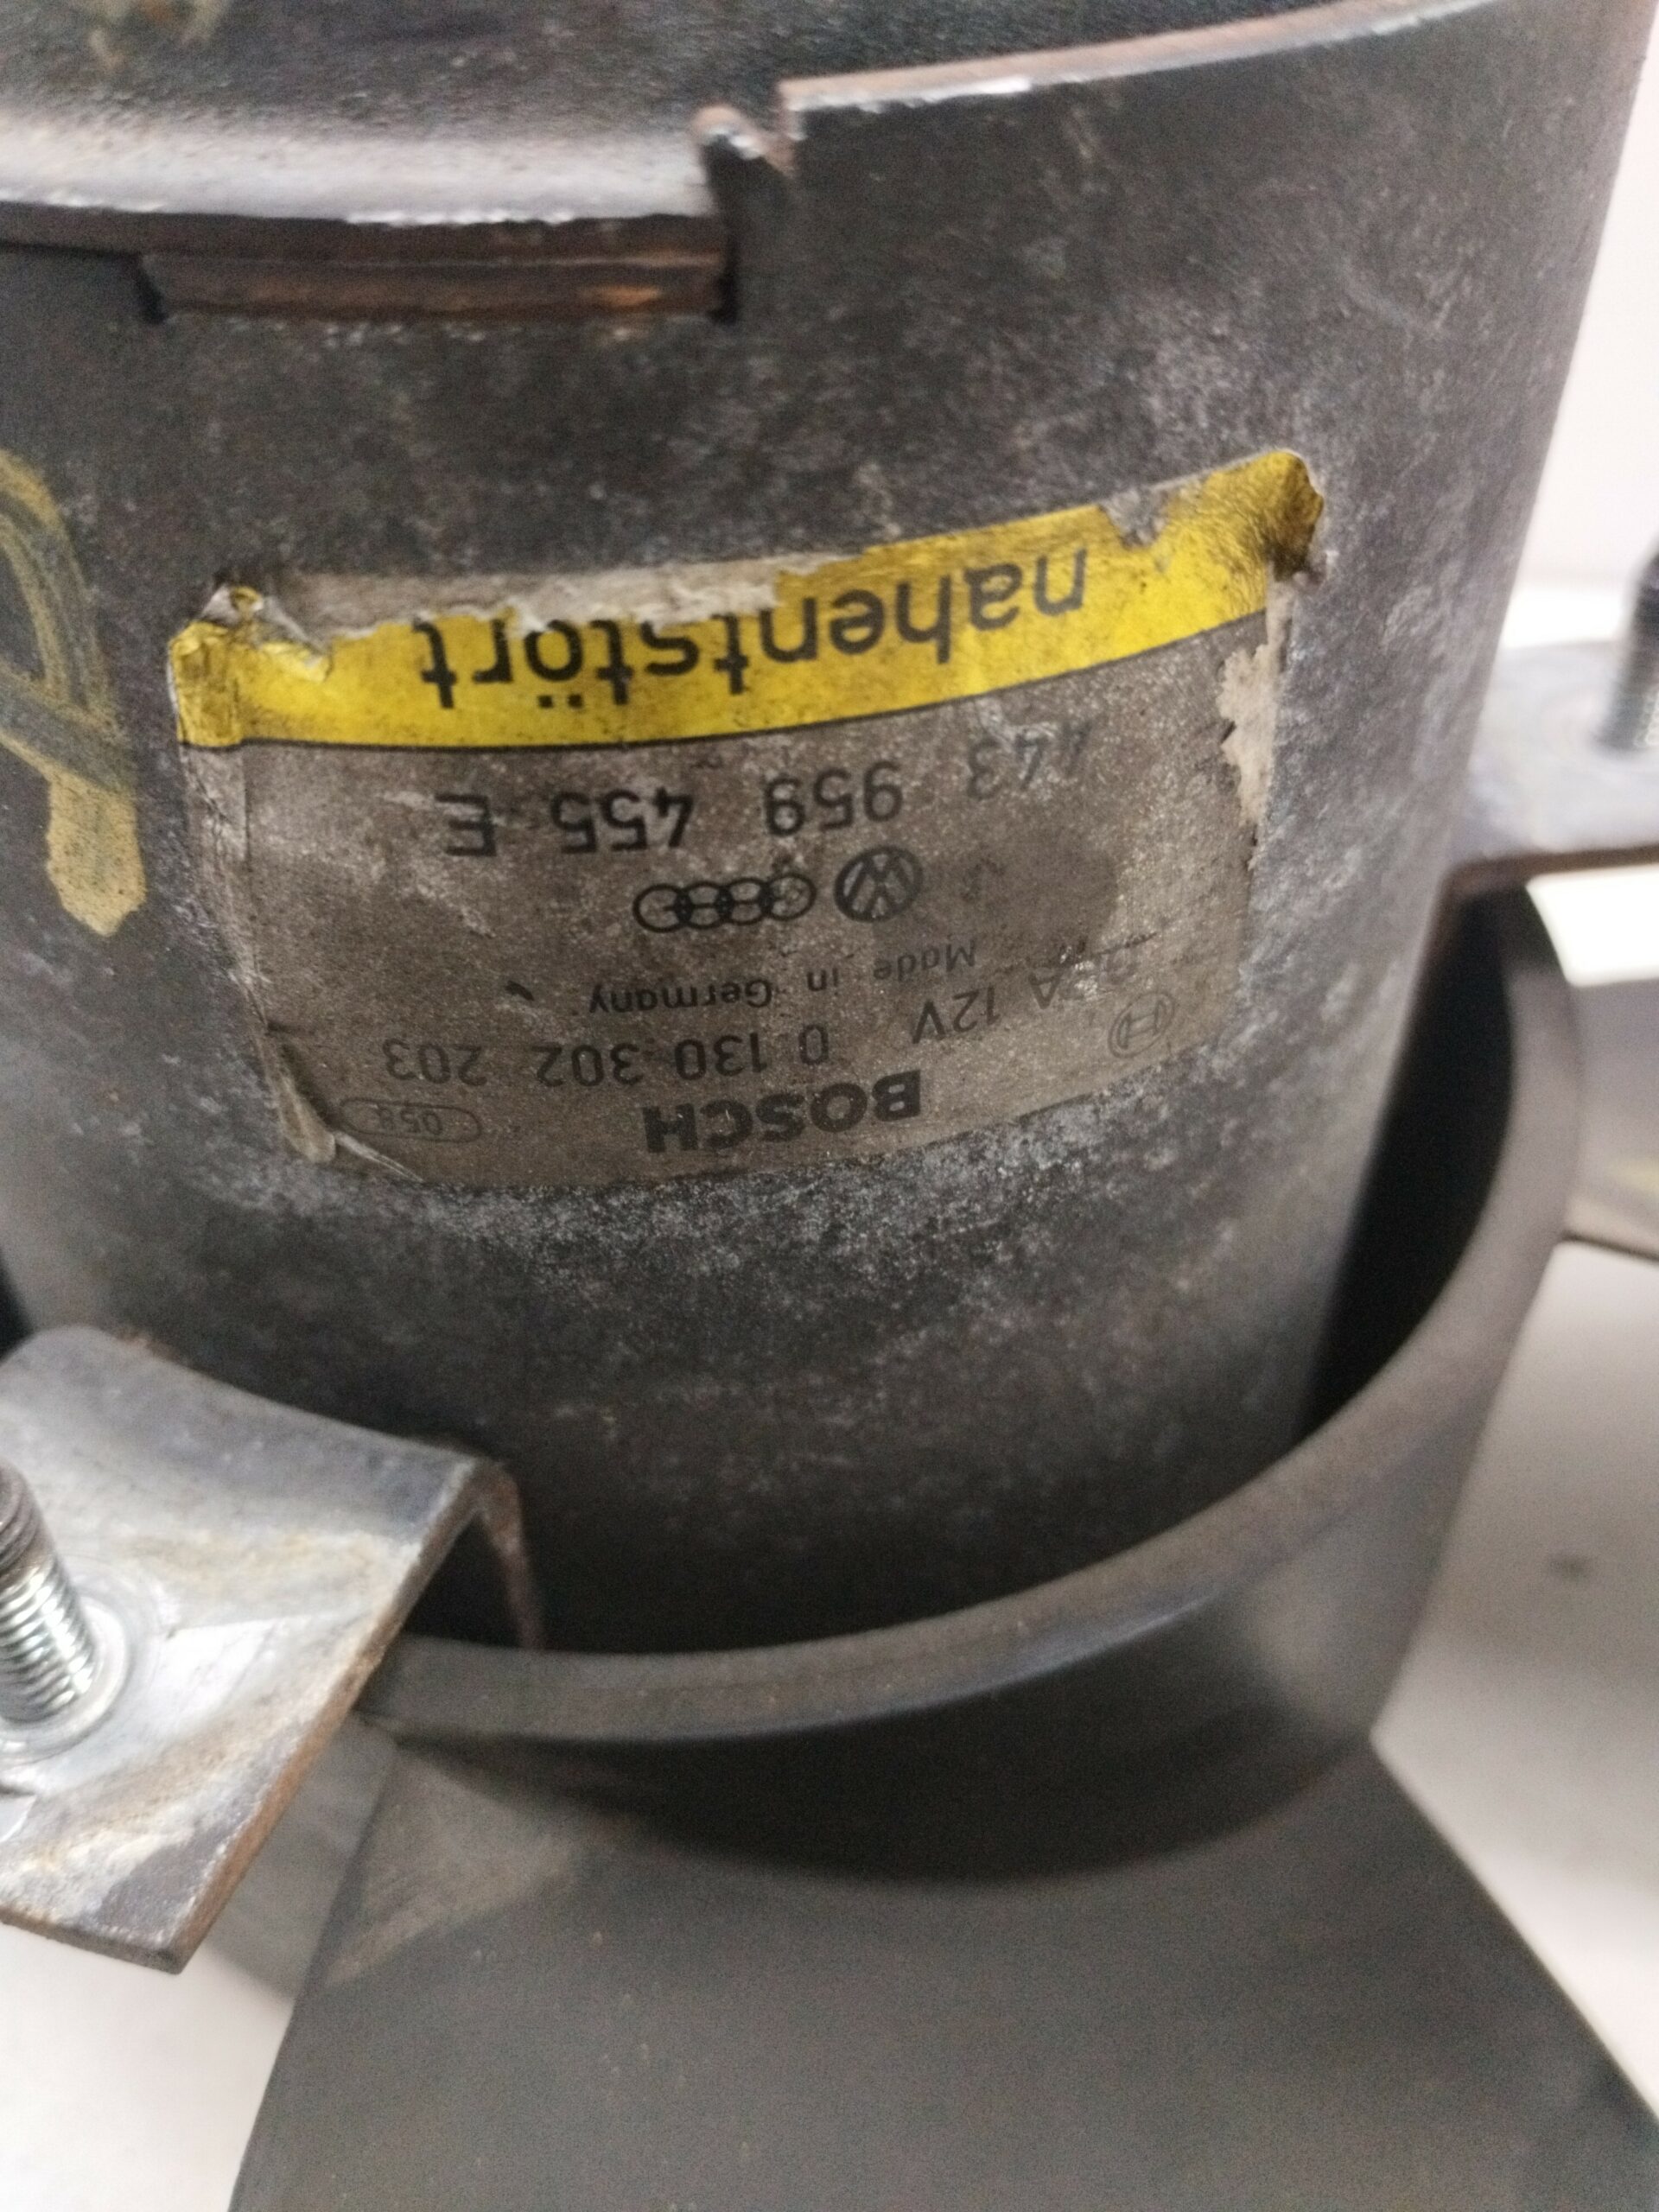 BOSCH
12V 0 130 302 203
Made in Germany
443 959 455 E
nahentstört